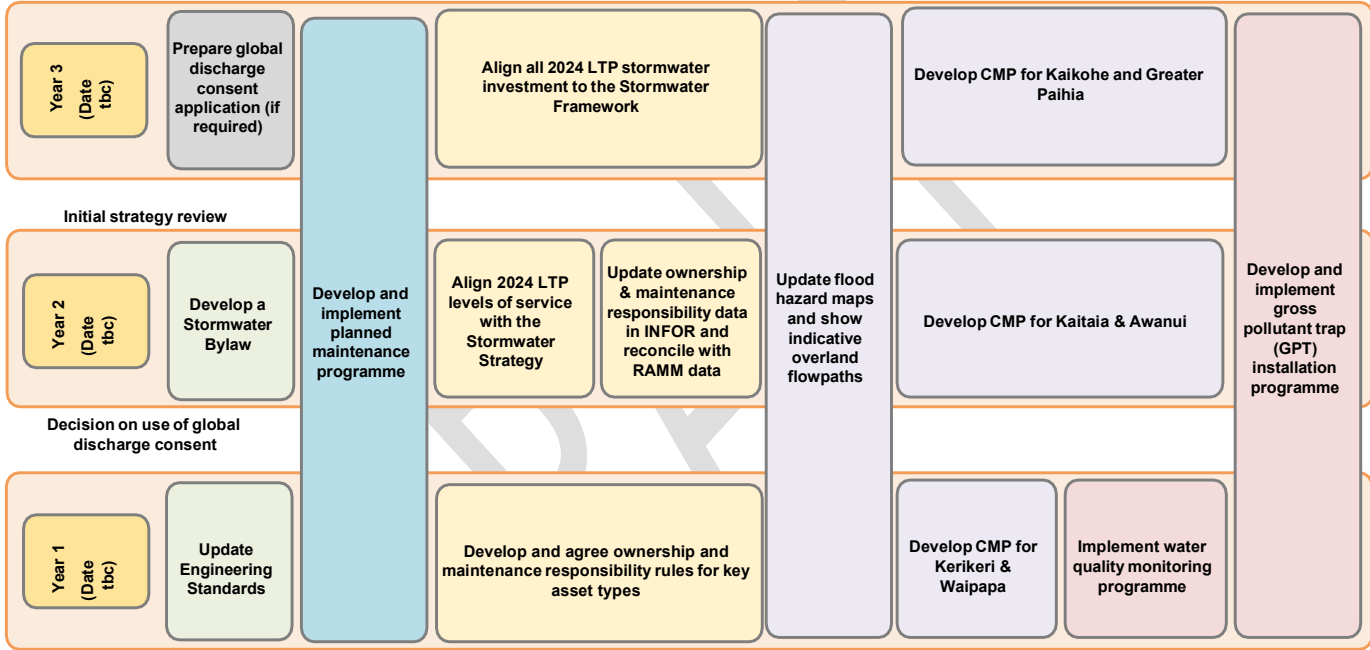 Year 3
(Date
tbc)
Prepare global
discharge
consent
application (if
required)
Align all 2024 LTP stormwater
investment to the Stormwater
Framework
Develop CMP for Kaikohe and Greater
Paihia
Initial strategy review
Year 2
(Date
tbc)
Develop a
Stormwater
Bylaw
Develop and
implement
planned
maintenance
programme
Align 2024 LTP
levels of service
with the
Stormwater
Strategy
Update ownership
& maintenance
responsibility data
in INFOR and
reconcile with
RAMM data
Update flood
hazard maps
and show
indicative
overland
flowpaths
Develop CMP for Kaitaia & Awanui
Develop and
implement
gross
pollutant trap
(GPT)
installation
programme
Decision on use of global
discharge consent
Year 1
(Date
tbc)
Update
Engineering
Standards
Develop and agree ownership and
maintenance responsibility rules for key
asset types
Develop CMP for
Kerikeri &
Waipapa
Implement water
quality monitoring
programme